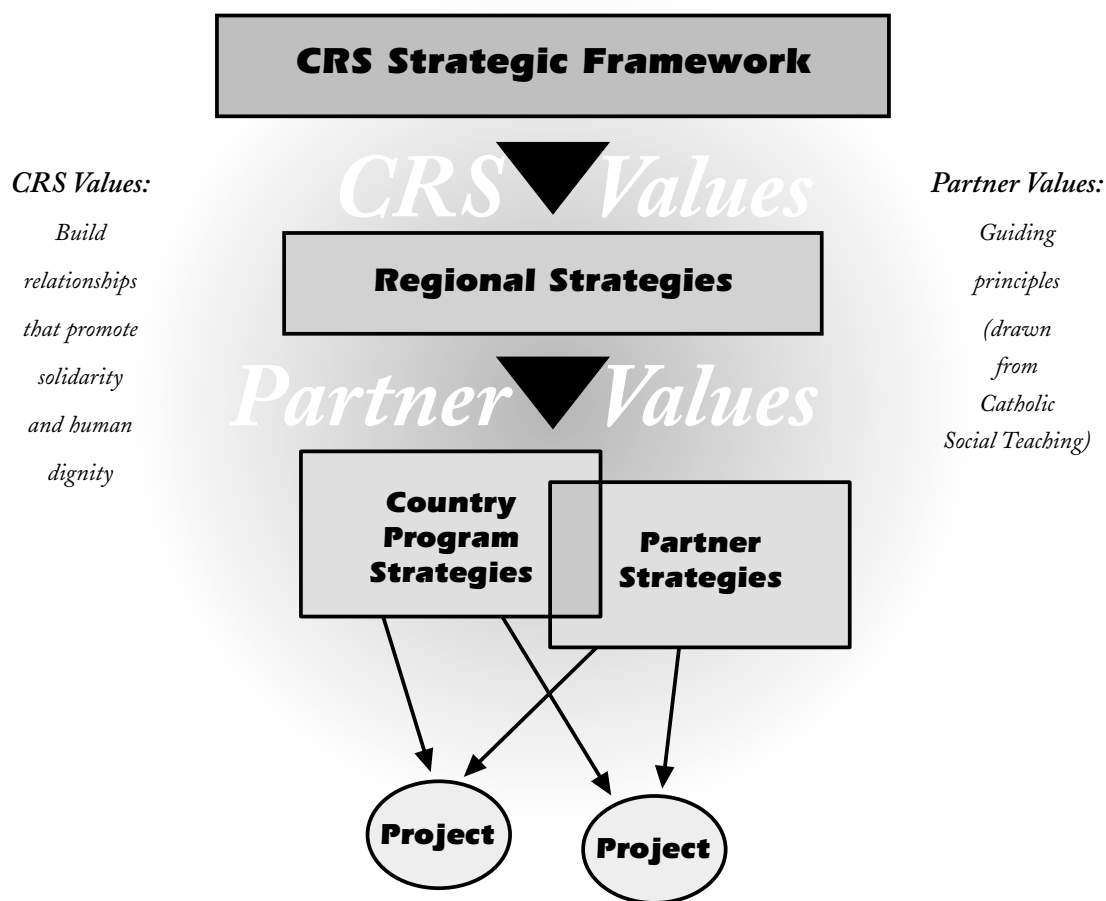 CRS Strategic Framework
CRS Values
CRS Values:
Build
relationships
that promote
solidarity
and human
dignity
Partner Values:
Guiding
principles
(drawn
from
Catholic
Social Teaching)
Regional Strategies
Partner Values
Country
Program
Strategies
Partner
Strategies
Project
Project